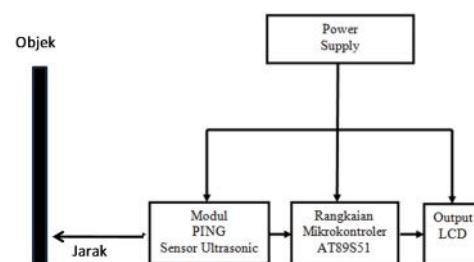 Objek
Power
Supply
Modul
PING
Sensor Ultrasonic
Rangkaian
Mikrokontroler
AT89S51
Output
LCD
Jarak